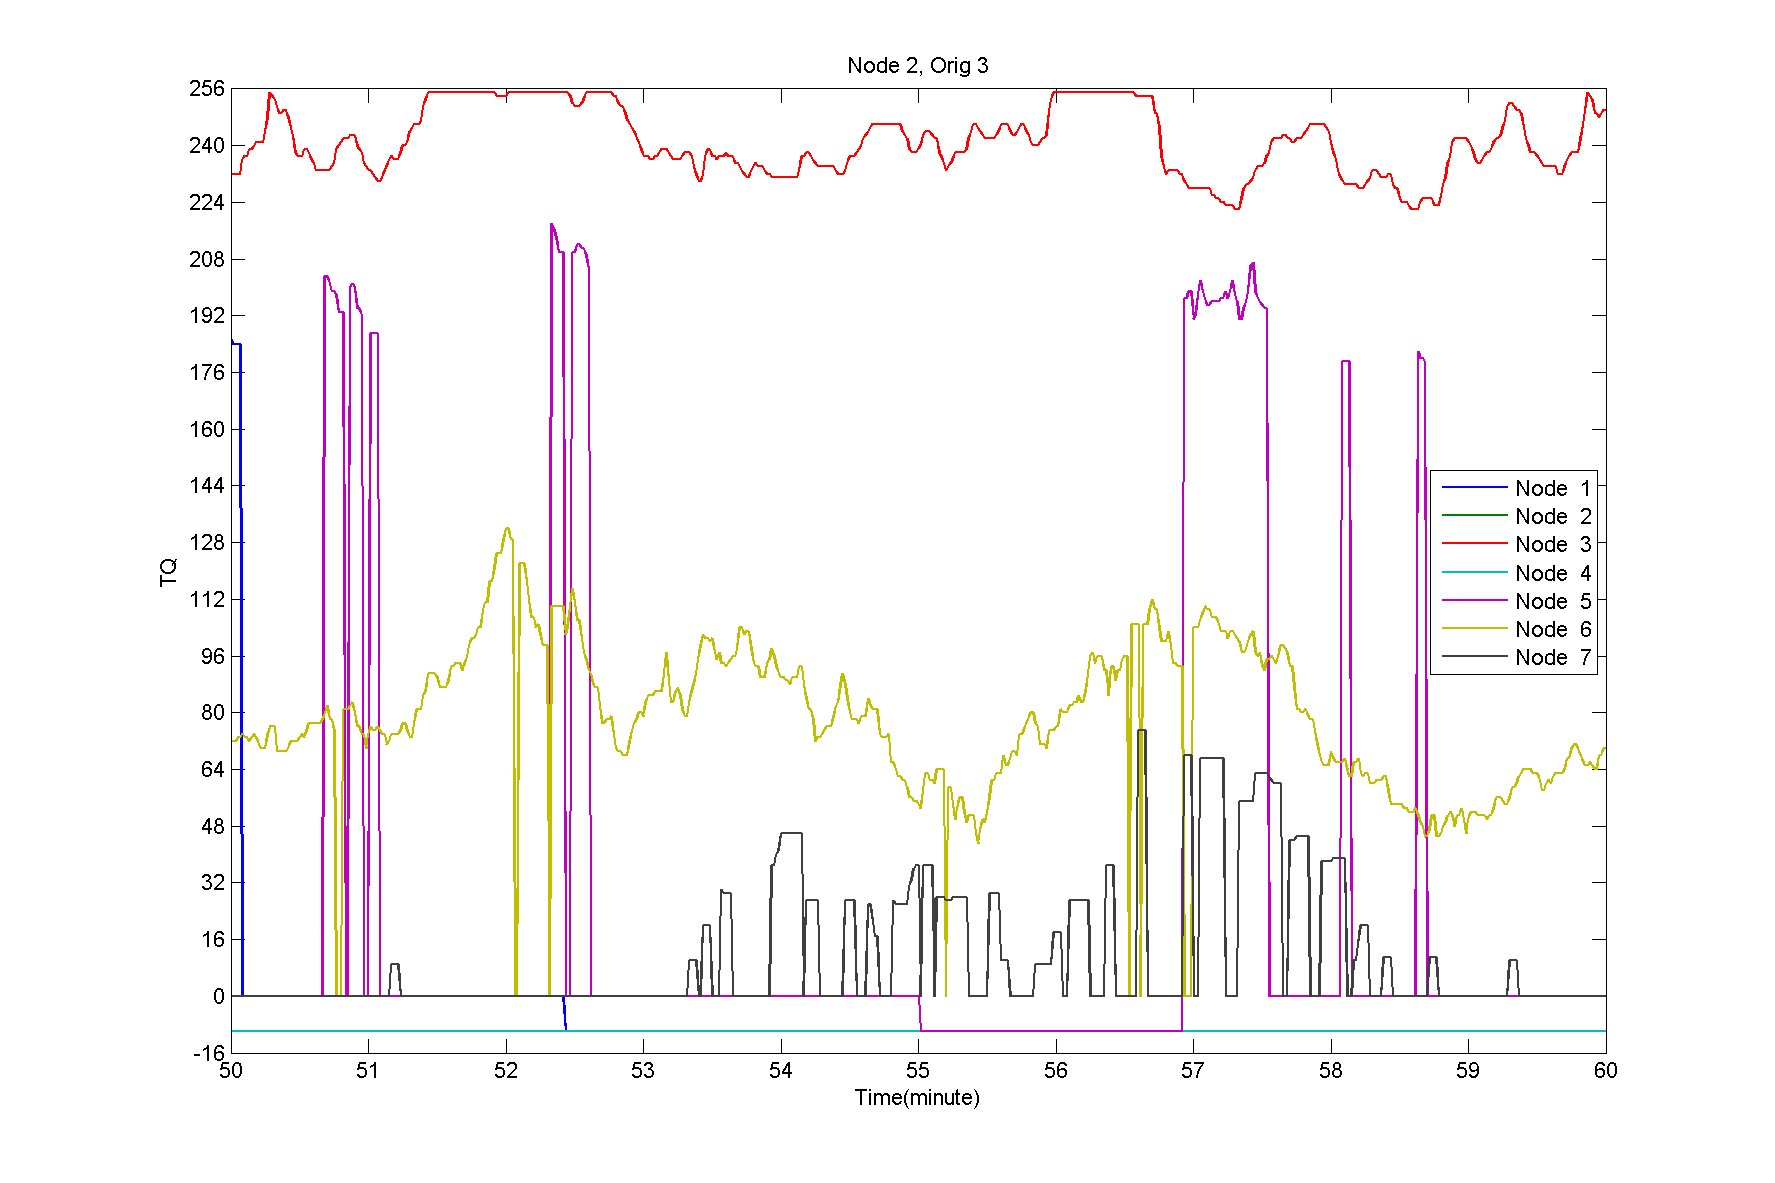 Node 2, Orig 3
256
240
224
208
192
176
160
144
128
112
96
80
64
48
32
16
0
-16
TQ
Node 1
Node 2
Node 3
Node 4
Node 5
Node 6
Node 7
50 51 52 53 54 55 56 57 58 59 60
Time(minute)